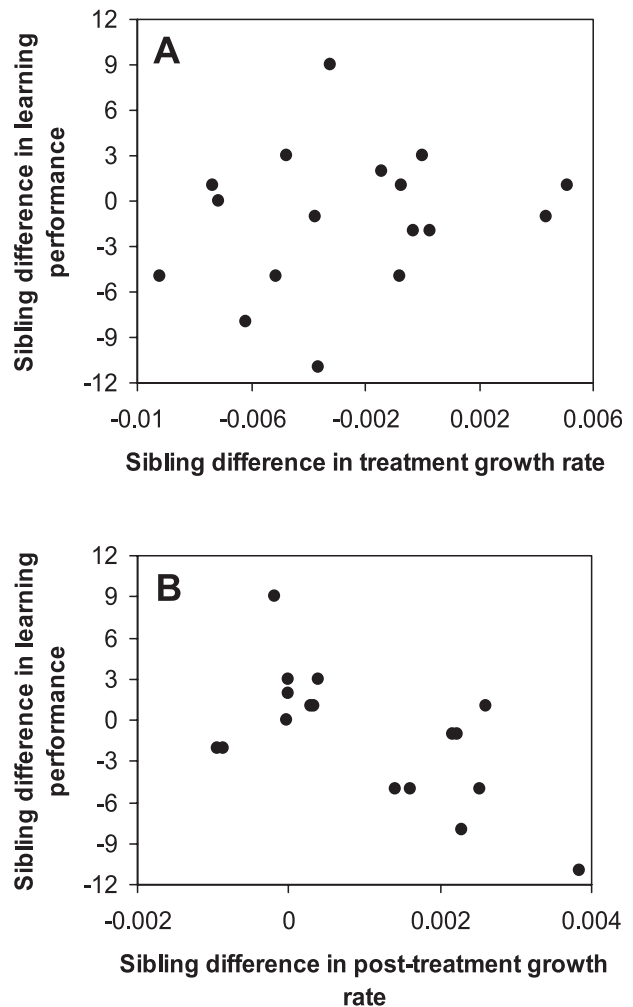 A
12
9
6
3
0
-3
-6
-9
-12
Sibling difference in learning
performance
-0.01 -0.006 -0.002 0.002 0.006
Sibling difference in treatment growth rate
B
12
9
6
3
0
-3
-6
-9
-12
Sibling difference in learning
performance
-0.002 0 0.002 0.004
Sibling difference in post-treatment growth
rate